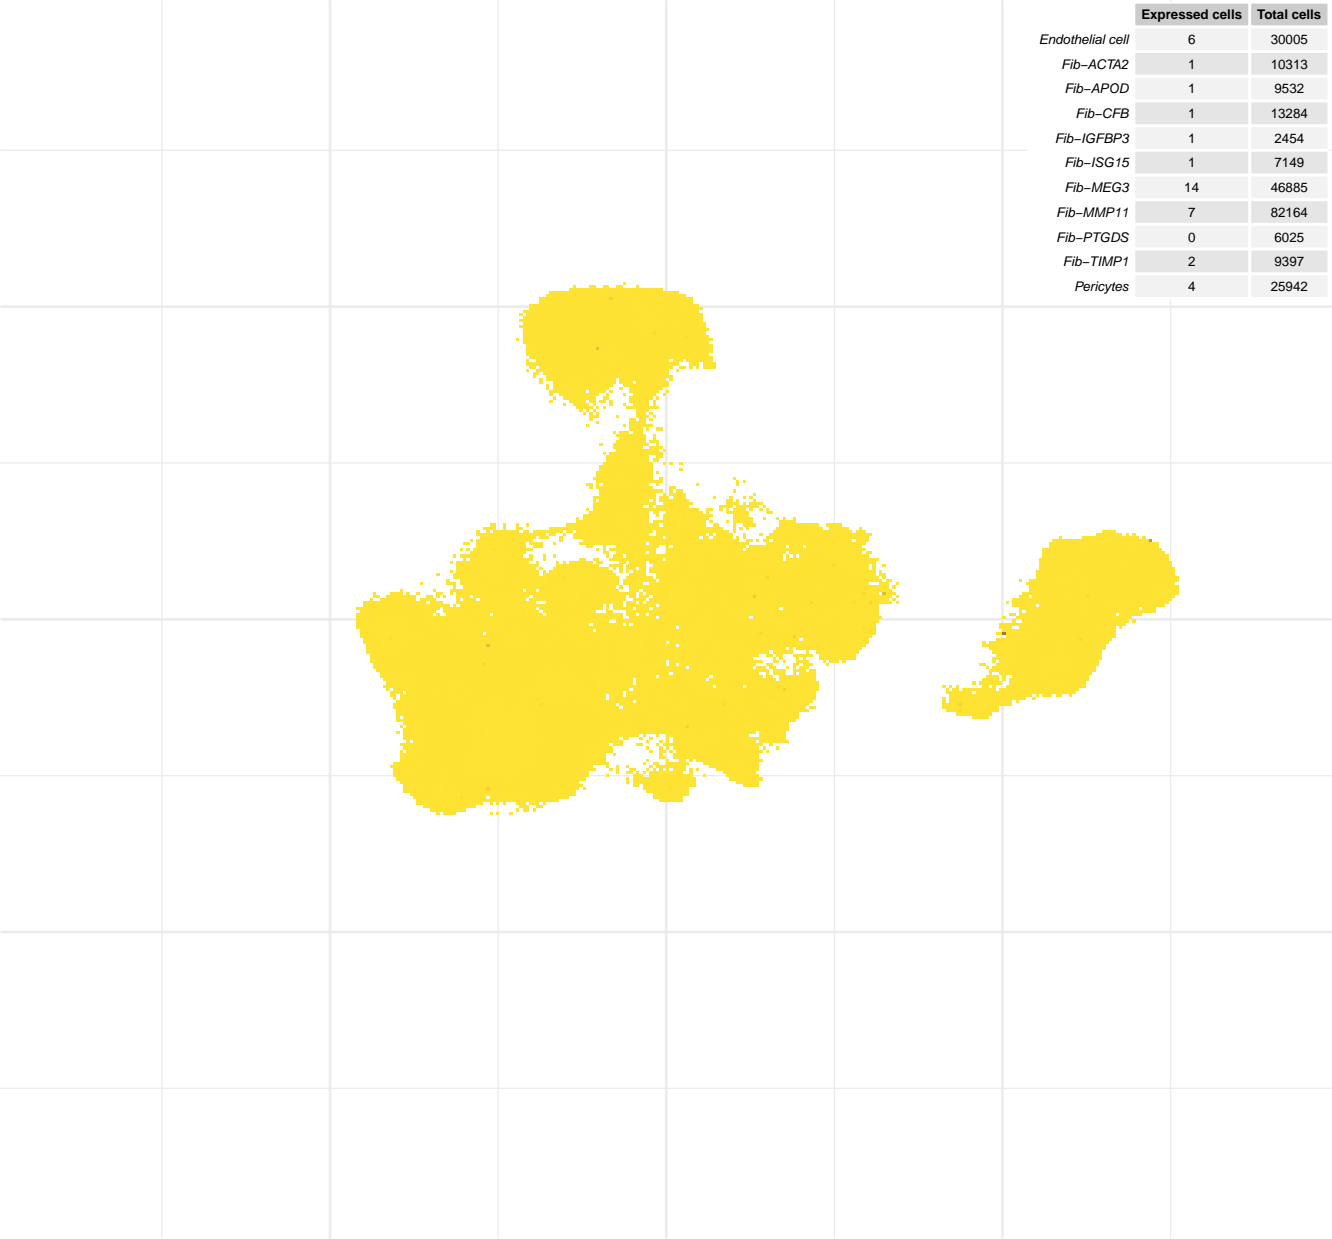 Expressed cells Total cells
Endothelial cell 6 30005
Fib−ACTA2 1 10313
Fib−APOD 1 9532
Fib−CFB 1 13284
Fib−IGFBP3 1 2454
Fib−ISG15 1 7149
Fib−MEG3 14 46885
Fib−MMP11 7 82164
Fib−PTGDS 0 6025
Fib−TIMP1 2 9397
Pericytes 4 25942